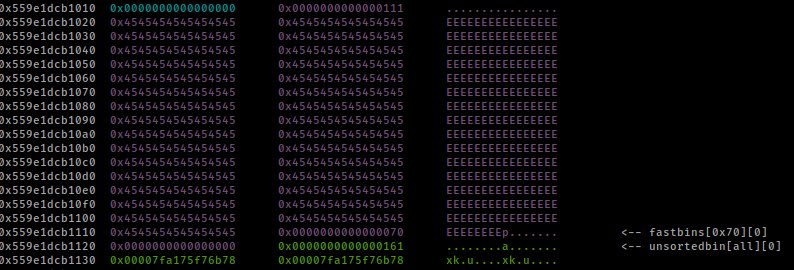 0x559e1dcb1010 0x0000000000000000 0x0000000000000111 ................
0x559e1dcb1020 0x4545454545454545 0x4545454545454545 EEEEEEEEEEEEEEEE
0x559e1dcb1030 0x4545454545454545 0x4545454545454545 EEEEEEEEEEEEEEEE
0x559e1dcb1040 0x4545454545454545 0x4545454545454545 EEEEEEEEEEEEEEEE
0x559e1dcb1050 0x4545454545454545 0x4545454545454545 EEEEEEEEEEEEEEEE
0x559e1dcb1060 0x4545454545454545 0x4545454545454545 EEEEEEEEEEEEEEEE
0x559e1dcb1070 0x4545454545454545 0x4545454545454545 EEEEEEEEEEEEEEEE
0x559e1dcb1080 0x4545454545454545 0x4545454545454545 EEEEEEEEEEEEEEEE
0x559e1dcb1090 0x4545454545454545 0x4545454545454545 EEEEEEEEEEEEEEEE
0x559e1dcb10a0 0x4545454545454545 0x4545454545454545 EEEEEEEEEEEEEEEE
0x559e1dcb10b0 0x4545454545454545 0x4545454545454545 EEEEEEEEEEEEEEEE
0x559e1dcb10c0 0x4545454545454545 0x4545454545454545 EEEEEEEEEEEEEEEE
0x559e1dcb10d0 0x4545454545454545 0x4545454545454545 EEEEEEEEEEEEEEEE
0x559e1dcb10e0 0x4545454545454545 0x4545454545454545 EEEEEEEEEEEEEEEE
0x559e1dcb10f0 0x4545454545454545 0x4545454545454545 EEEEEEEEEEEEEEEE
0x559e1dcb1100 0x4545454545454545 0x4545454545454545 EEEEEEEEEEEEEEEE
0x559e1dcb1110 0x4545454545454545 0x0000000000000070 EEEEEEEEp....... <-- fastbins[0x70][0]
0x559e1dcb1120 0x0000000000000000 0x0000000000000161 ........a....... <-- unsortedbin[all][0]
0x559e1dcb1130 0x00007fa175f76b78 0x00007fa175f76b78 xk.u....xk.u....